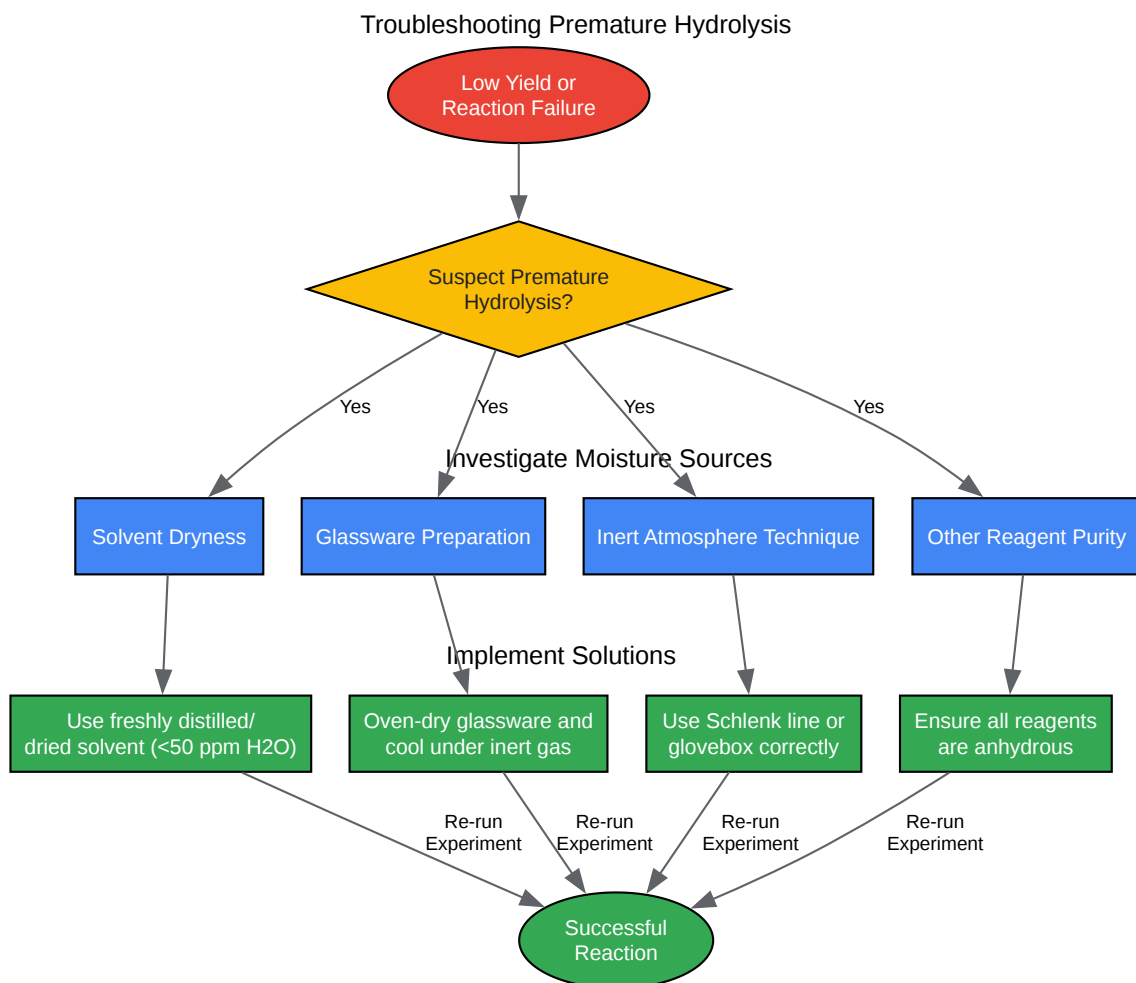 Troubleshooting Premature Hydrolysis
Low Yield or
Reaction Failure
Suspect Premature
Hydrolysis?
Yes
Yes
Yes
Yes
Investigate Moisture Sources
Solvent Dryness
Glassware Preparation
Inert Atmosphere Technique
Other Reagent Purity
Implement Solutions
Use freshly distilled/
dried solvent (<50 ppm H2O)
Oven-dry glassware and
cool under inert gas
Use Schlenk line or
glovebox correctly
Ensure all reagents
are anhydrous
Re-run
Experiment
Re-run
Experiment
Re-run
Experiment
Re-run
Experiment
Successful
Reaction